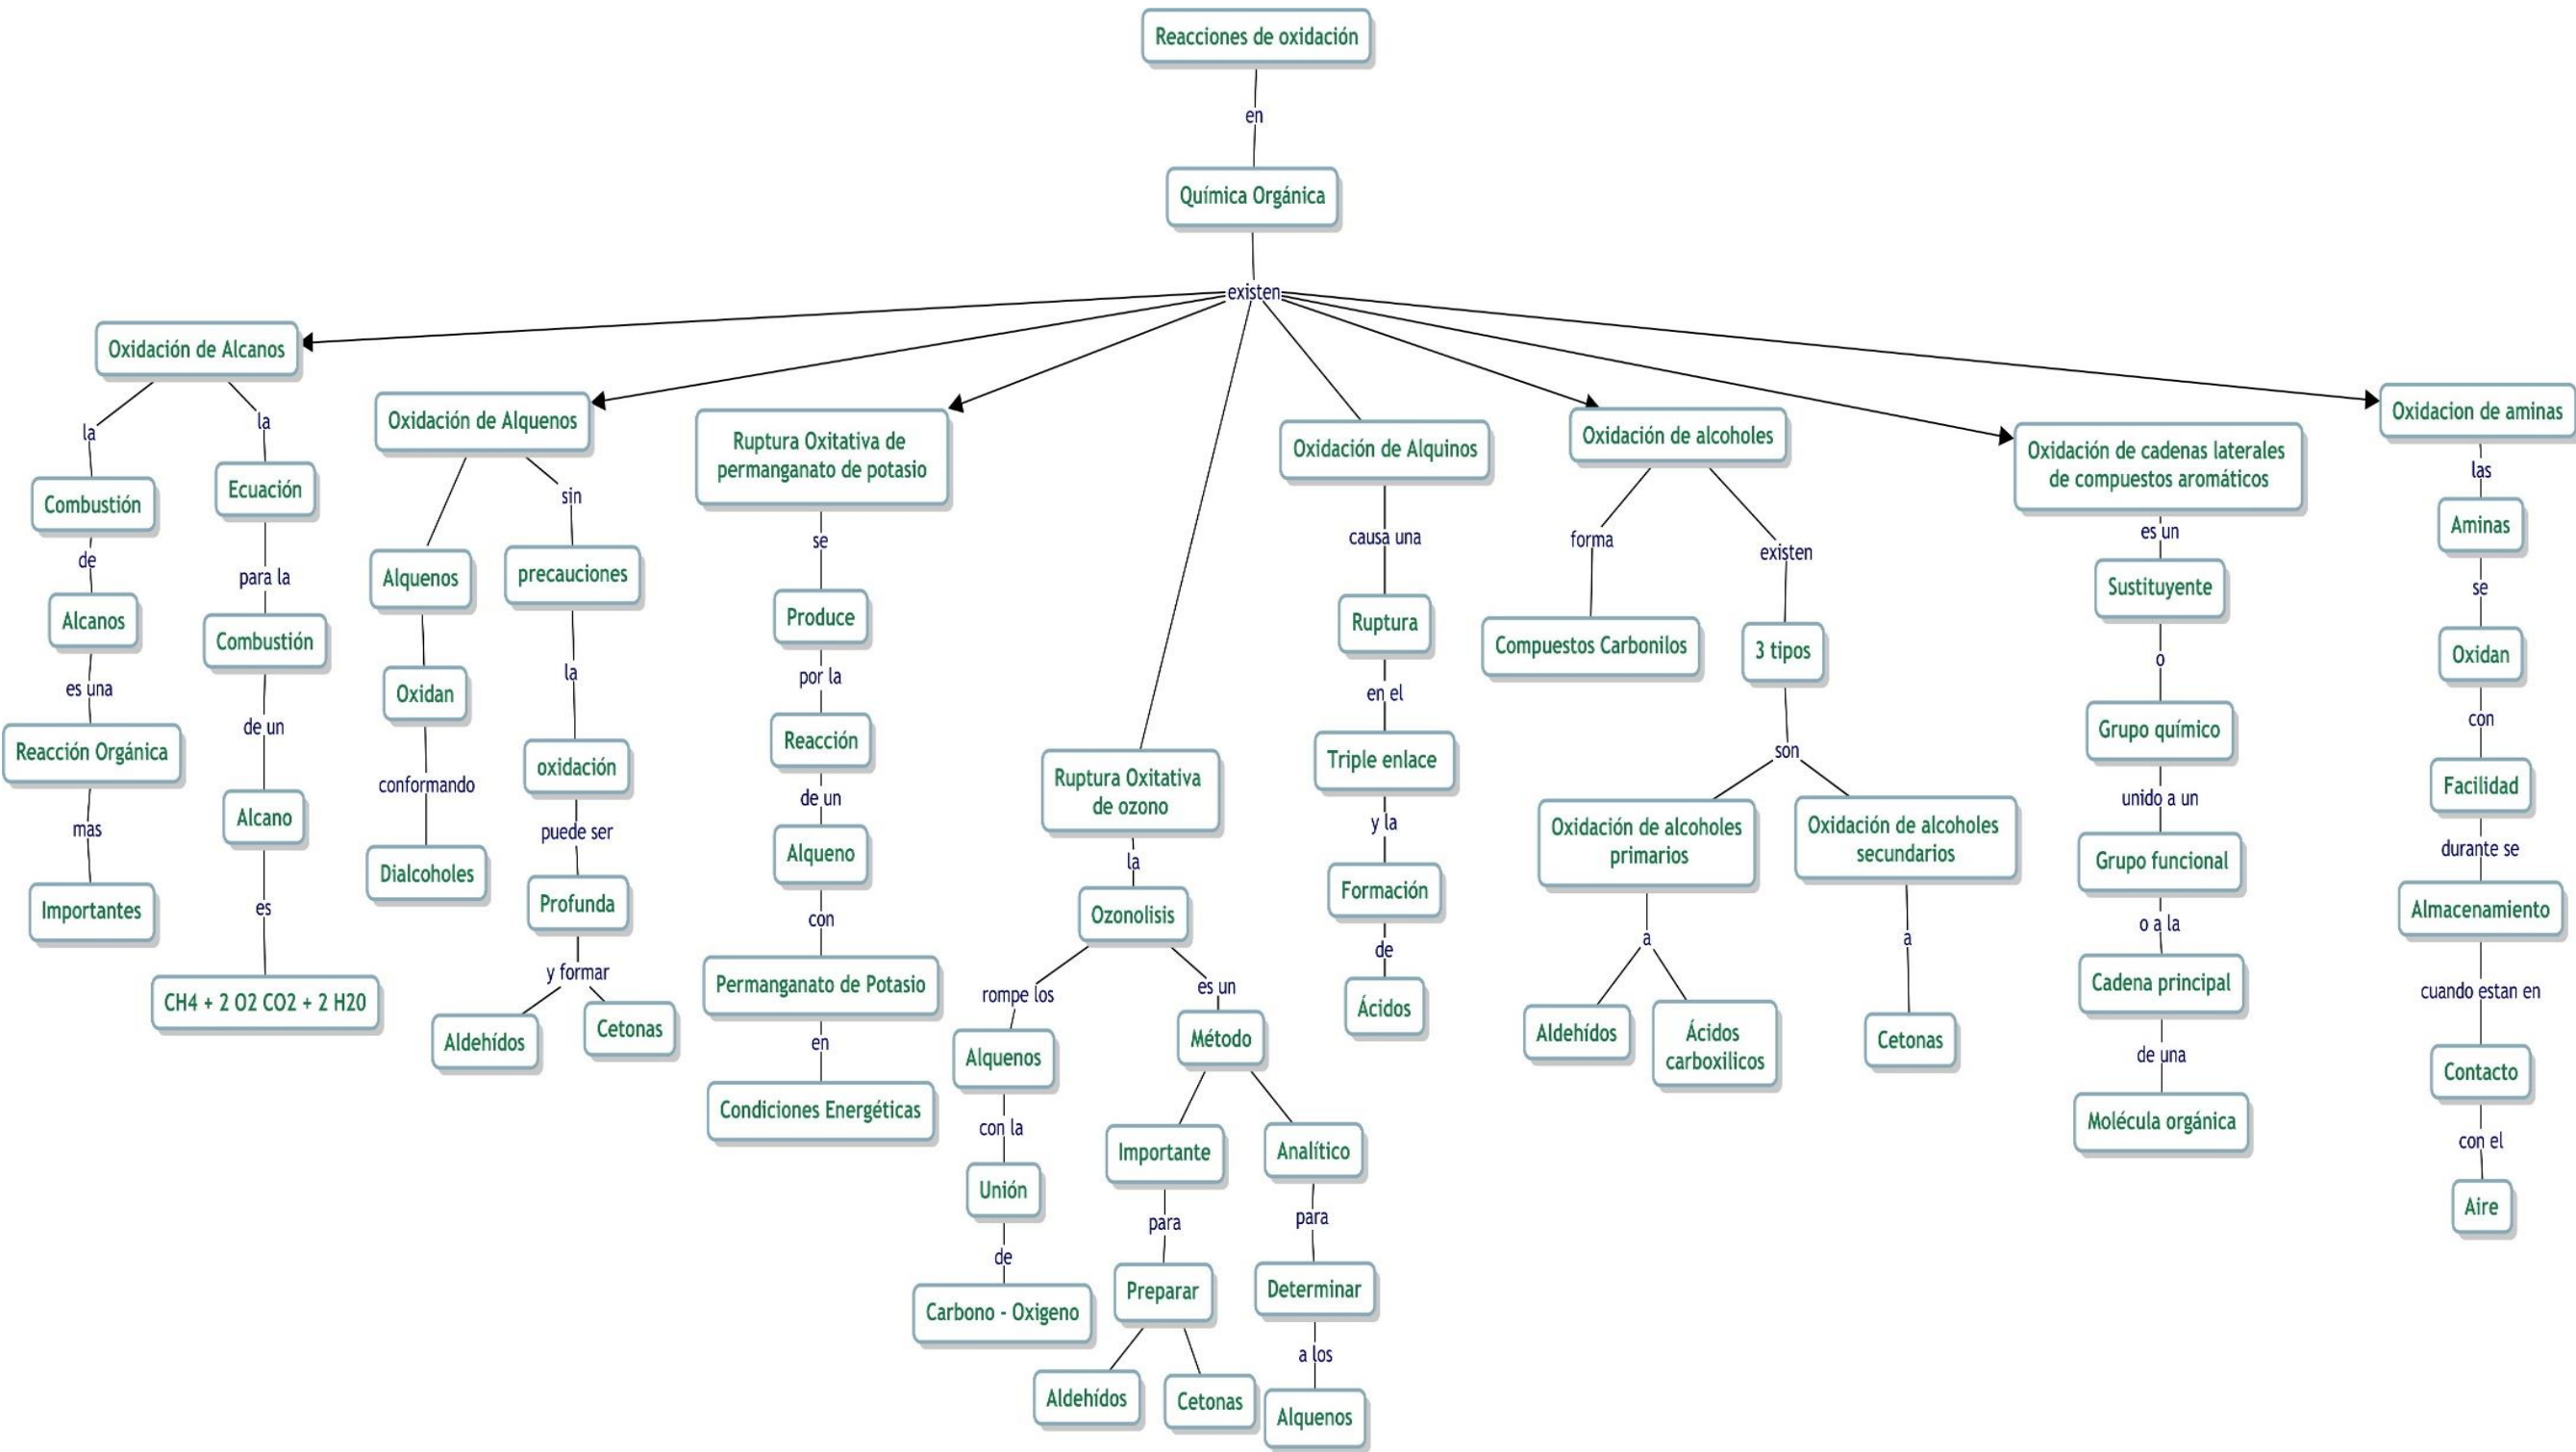 Reacciones de oxidación
en
Química Orgánica
existen
Oxidación de Alcanos
la
Combustión
de
Alcanos
es una
Reacción Orgánica
mas
Importantes
la
Ecuación
para la
Combustión
de un
Alcano
es
CH4 + 2 O2 CO2 + 2 H20
Oxidación de Alquenos
Alquenos
Oxidan
conformando
Dialcoholes
sin
precauciones
la
oxidación
puede ser
Profunda
y formar
Aldehídos
Cetonas
Ruptura Oxitativa de
permanganato de potasio
se
Produce
por la
Reacción
de un
Alqueno
con
Permanganato de Potasio
en
Condiciones Energéticas
Ruptura Oxitativa
de ozono
la
Ozonolisis
rompe los
Alquenos
con la
Unión
de
Carbono - Oxigeno
es un
Método
Importante
para
Preparar
Aldehídos
Cetonas
Analítico
para
Determinar
a los
Alquenos
Oxidación de Alquinos
causa una
Ruptura
en el
Triple enlace
y la
Formación
de
Ácidos
Oxidación de alcoholes
forma
Compuestos Carbonilos
existen
3 tipos
son
Oxidación de alcoholes
primarios
a
Aldehídos
Ácidos
carboxilicos
Oxidación de alcoholes
secundarios
a
Cetonas
Oxidación de cadenas laterales
de compuestos aromáticos
es un
Sustituyente
o
Grupo químico
unido a un
Grupo funcional
o a la
Cadena principal
de una
Molécula orgánica
Oxidacion de aminas
las
Aminas
se
Oxidan
con
Facilidad
durante se
Almacenamiento
cuando estan en
Contacto
con el
Aire